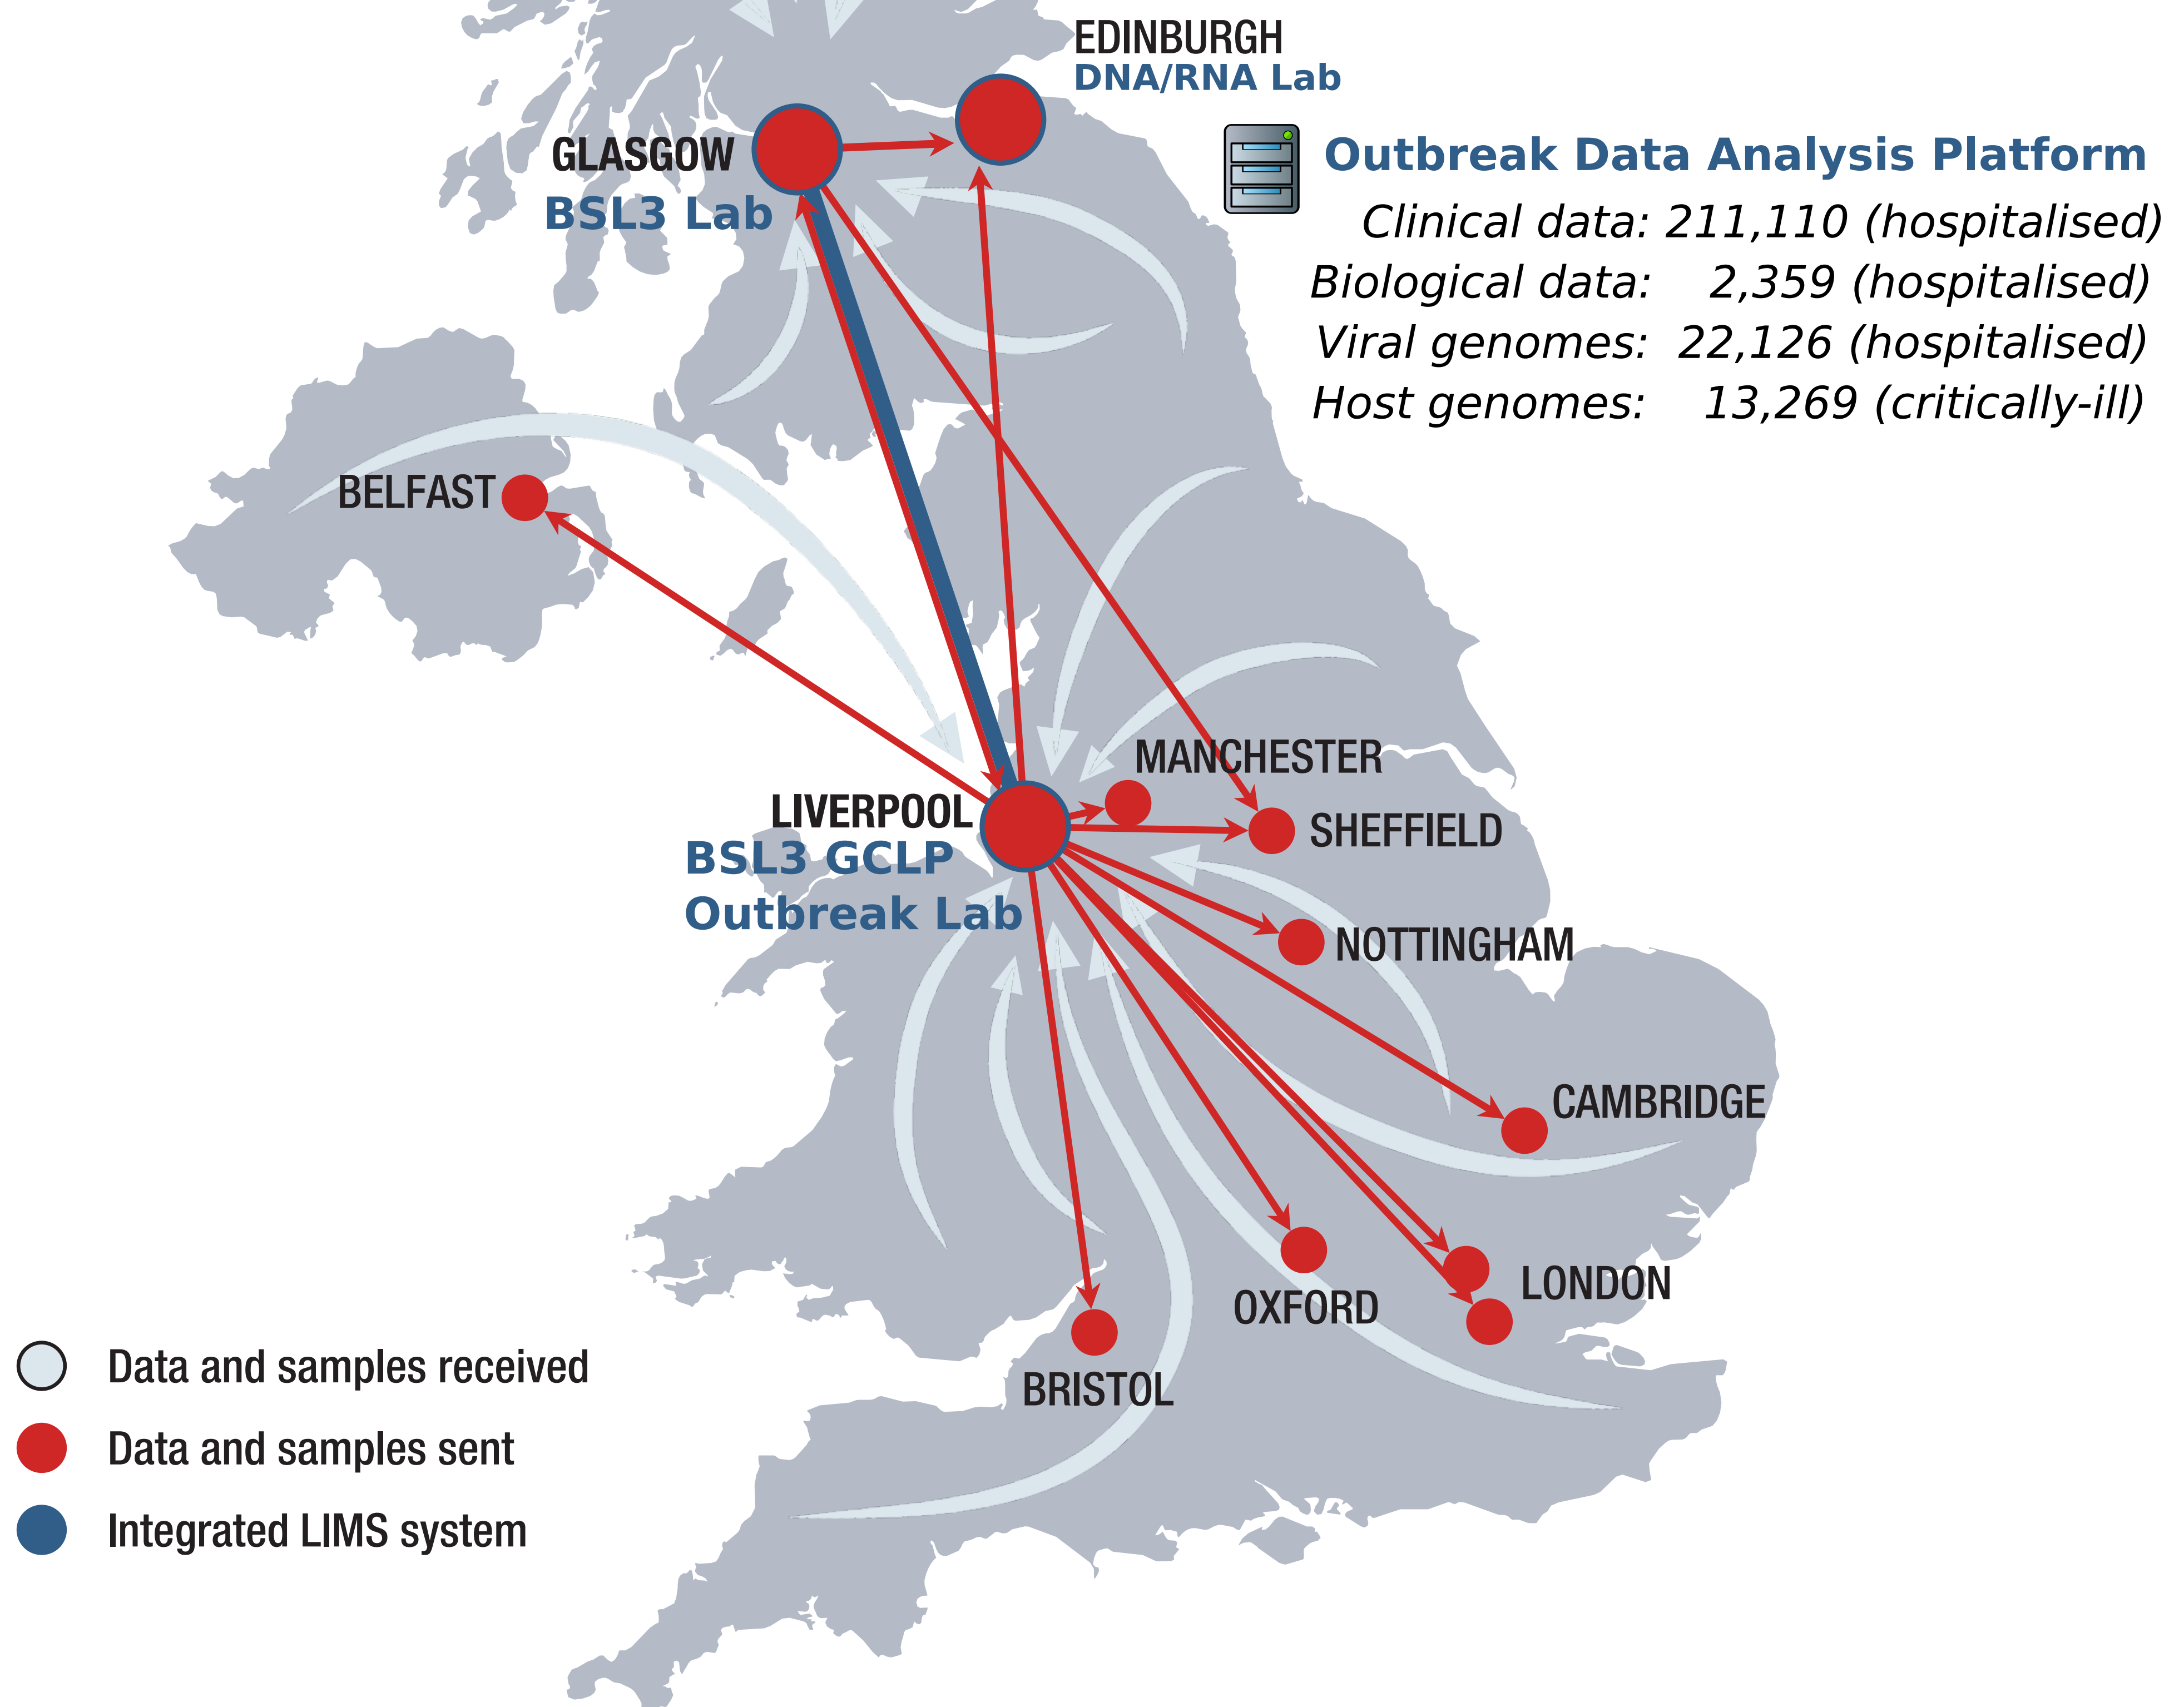 EDINBURGH
DNA/RNA Lab
GLASGOW
BSL3 Lab
Outbreak Data Analysis Platform
Clinical data: 211,110 (hospitalised)
Biological data: 2,359 (hospitalised)
Viral genomes: 22,126 (hospitalised)
Host genomes: 13,269 (critically-ill)
BELFAST
MANCHESTER
LIVERPOOL
BSL3 GCLP
Outbreak Lab
SHEFFIELD
NOTTINGHAM
CAMBRIDGE
LONDON
OXFORD
BRISTOL
Data and samples received
Data and samples sent
Integrated LIMS system